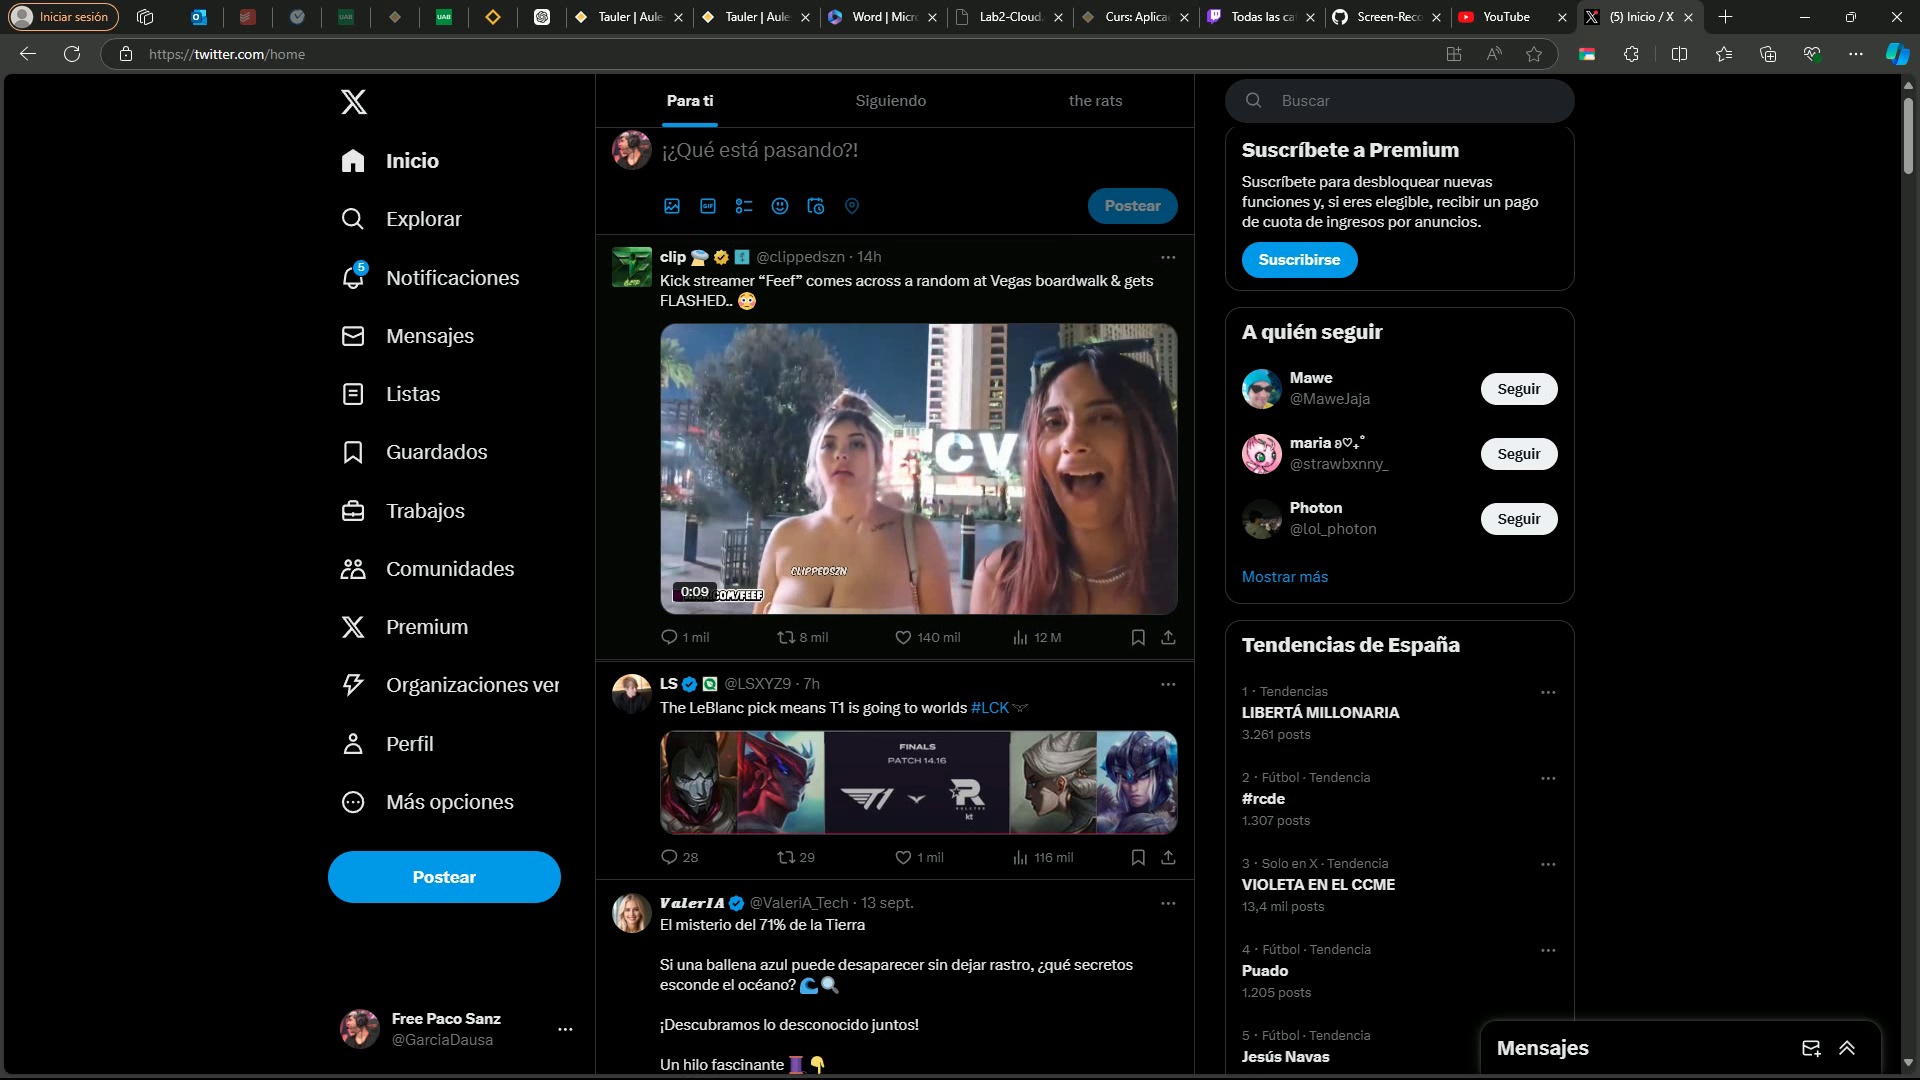 Iniciar sesión
Tauler | Aule
Tauler | Aule
Word | Micr
Lab2-Cloud.
Curs: Aplica
Todas las ca
Screen-Reco
YouTube
(5) Inicio / X
https://twitter.com/home
Inicio
Explorar
5
Notificaciones
Mensajes
Listas
Guardados
Trabajos
Comunidades
Premium
Organizaciones ver
Perfil
Más opciones
Postear
Free Paco Sanz
@GarciaDausa
Para ti
Siguiendo
the rats
¡¿Qué está pasando?!
GIF
Postear
clip @clippedszn · 14h
Kick streamer “Feef” comes across a random at Vegas boardwalk & gets
FLASHED..
CV
CLIPPEDSZN
0:09
.COM/FEEF
1 mil
8 mil
140 mil
12 M
LS @LSXYZ9 · 7h
The LeBlanc pick means T1 is going to worlds #LCK
FINALS
PATCH 14.16
T1
kt
28
29
1 mil
116 mil
ValerIA @ValeriA_Tech · 13 sept.
El misterio del 71% de la Tierra
Si una ballena azul puede desaparecer sin dejar rastro, ¿qué secretos
esconde el océano?
¡Descubramos lo desconocido juntos!
Un hilo fascinante
Buscar
Suscríbete a Premium
Suscríbete para desbloquear nuevas
funciones y, si eres elegible, recibir un pago
de cuota de ingresos por anuncios.
Suscribirse
A quién seguir
Mawe
@MaweJaja
Seguir
maria ʚ♡₊˚
@strawbxnny_
Seguir
Photon
@lol_photon
Seguir
Mostrar más
Tendencias de España
1 · Tendencias
LIBERTÁ MILLONARIA
3.261 posts
2 · Fútbol · Tendencia
#rcde
1.307 posts
3 · Solo en X · Tendencia
VIOLETA EN EL CCME
13,4 mil posts
4 · Fútbol · Tendencia
Puado
1.205 posts
5 · Fútbol · Tendencia
Jesús Navas
Mensajes